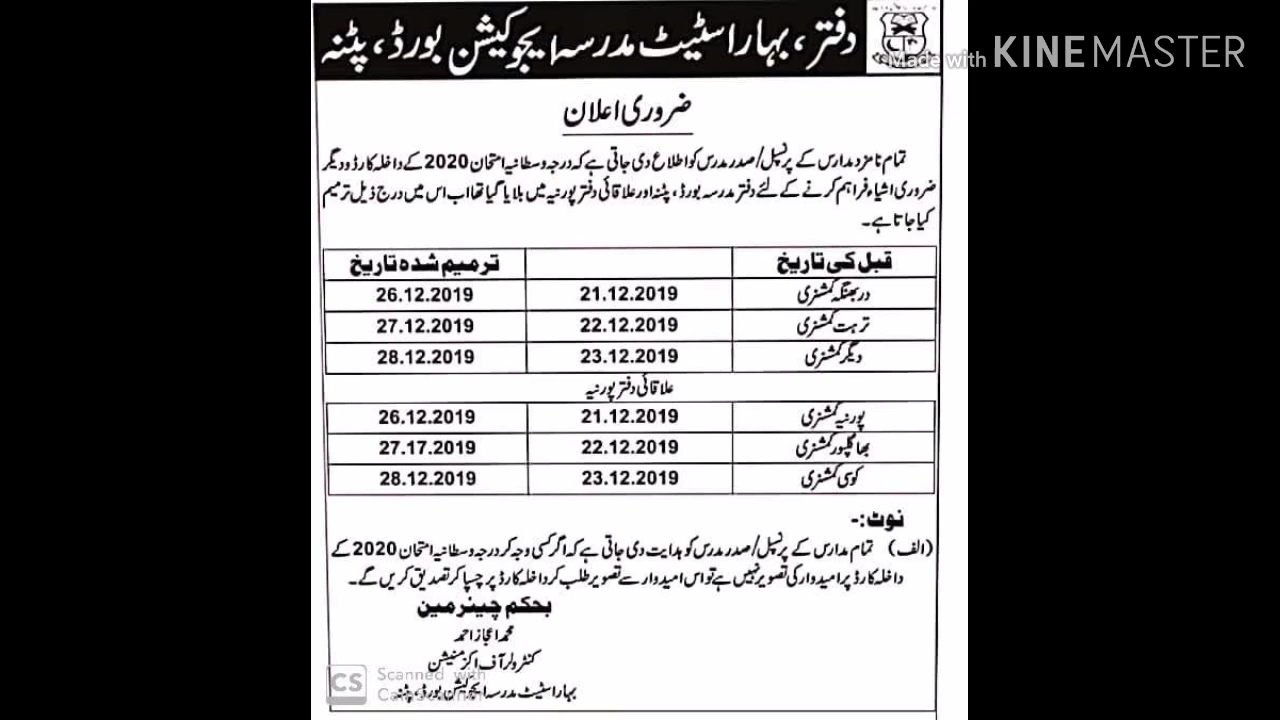 دفتر، بہار اسٹیٹ مدرسہ ایجوکیشن بورڈ، پٹنہ
Made with KINEMASTER
ضروری اعلان
تمام نامزد مدارس کے پرنسپل/صدر مدرس کو اطلاع دی جاتی ہے کہ درجہ وسطانیہ امتحان 2020 کے داخلہ کارڈ و دیگر
ضروری اشیاء فراہم کرنے کے لئے دفتر مدرسہ بورڈ، پٹنہ اور علاقائی دفتر پورنیہ میں بلایا گیا تھا اب اس میں درج ذیل ترمیم
کیا جاتا ہے۔
قبل کی تاریخ ترمیم شدہ تاریخ
دربھنگہ کمشنری 21.12.2019 26.12.2019
ترہت کمشنری 22.12.2019 27.12.2019
دیگر کمشنری 23.12.2019 28.12.2019
علاقائی دفتر پورنیہ
پورنیہ کمشنری 21.12.2019 26.12.2019
بھاگلپور کمشنری 22.12.2019 27.17.2019
کوسی کمشنری 23.12.2019 28.12.2019
نوٹ:-
(الف) تمام مدارس کے پرنسپل/صدر مدرس کو ہدایت دی جاتی ہے کہ اگر کسی وجہ کر درجہ وسطانیہ امتحان 2020 کے
داخلہ کارڈ پر امیدوار کی تصویر نہیں ہے تو اس امیدوار سے تصویر طلب کر داخلہ کارڈ پر چسپا کر تصدیق کریں گے۔
بحکم چیئرمین
محمد اعجاز احمد
کنٹرولر آف اکزمنیشن
بہار اسٹیٹ مدرسہ ایجوکیشن بورڈ، پٹنہ
CS Scanned with
CamScanner